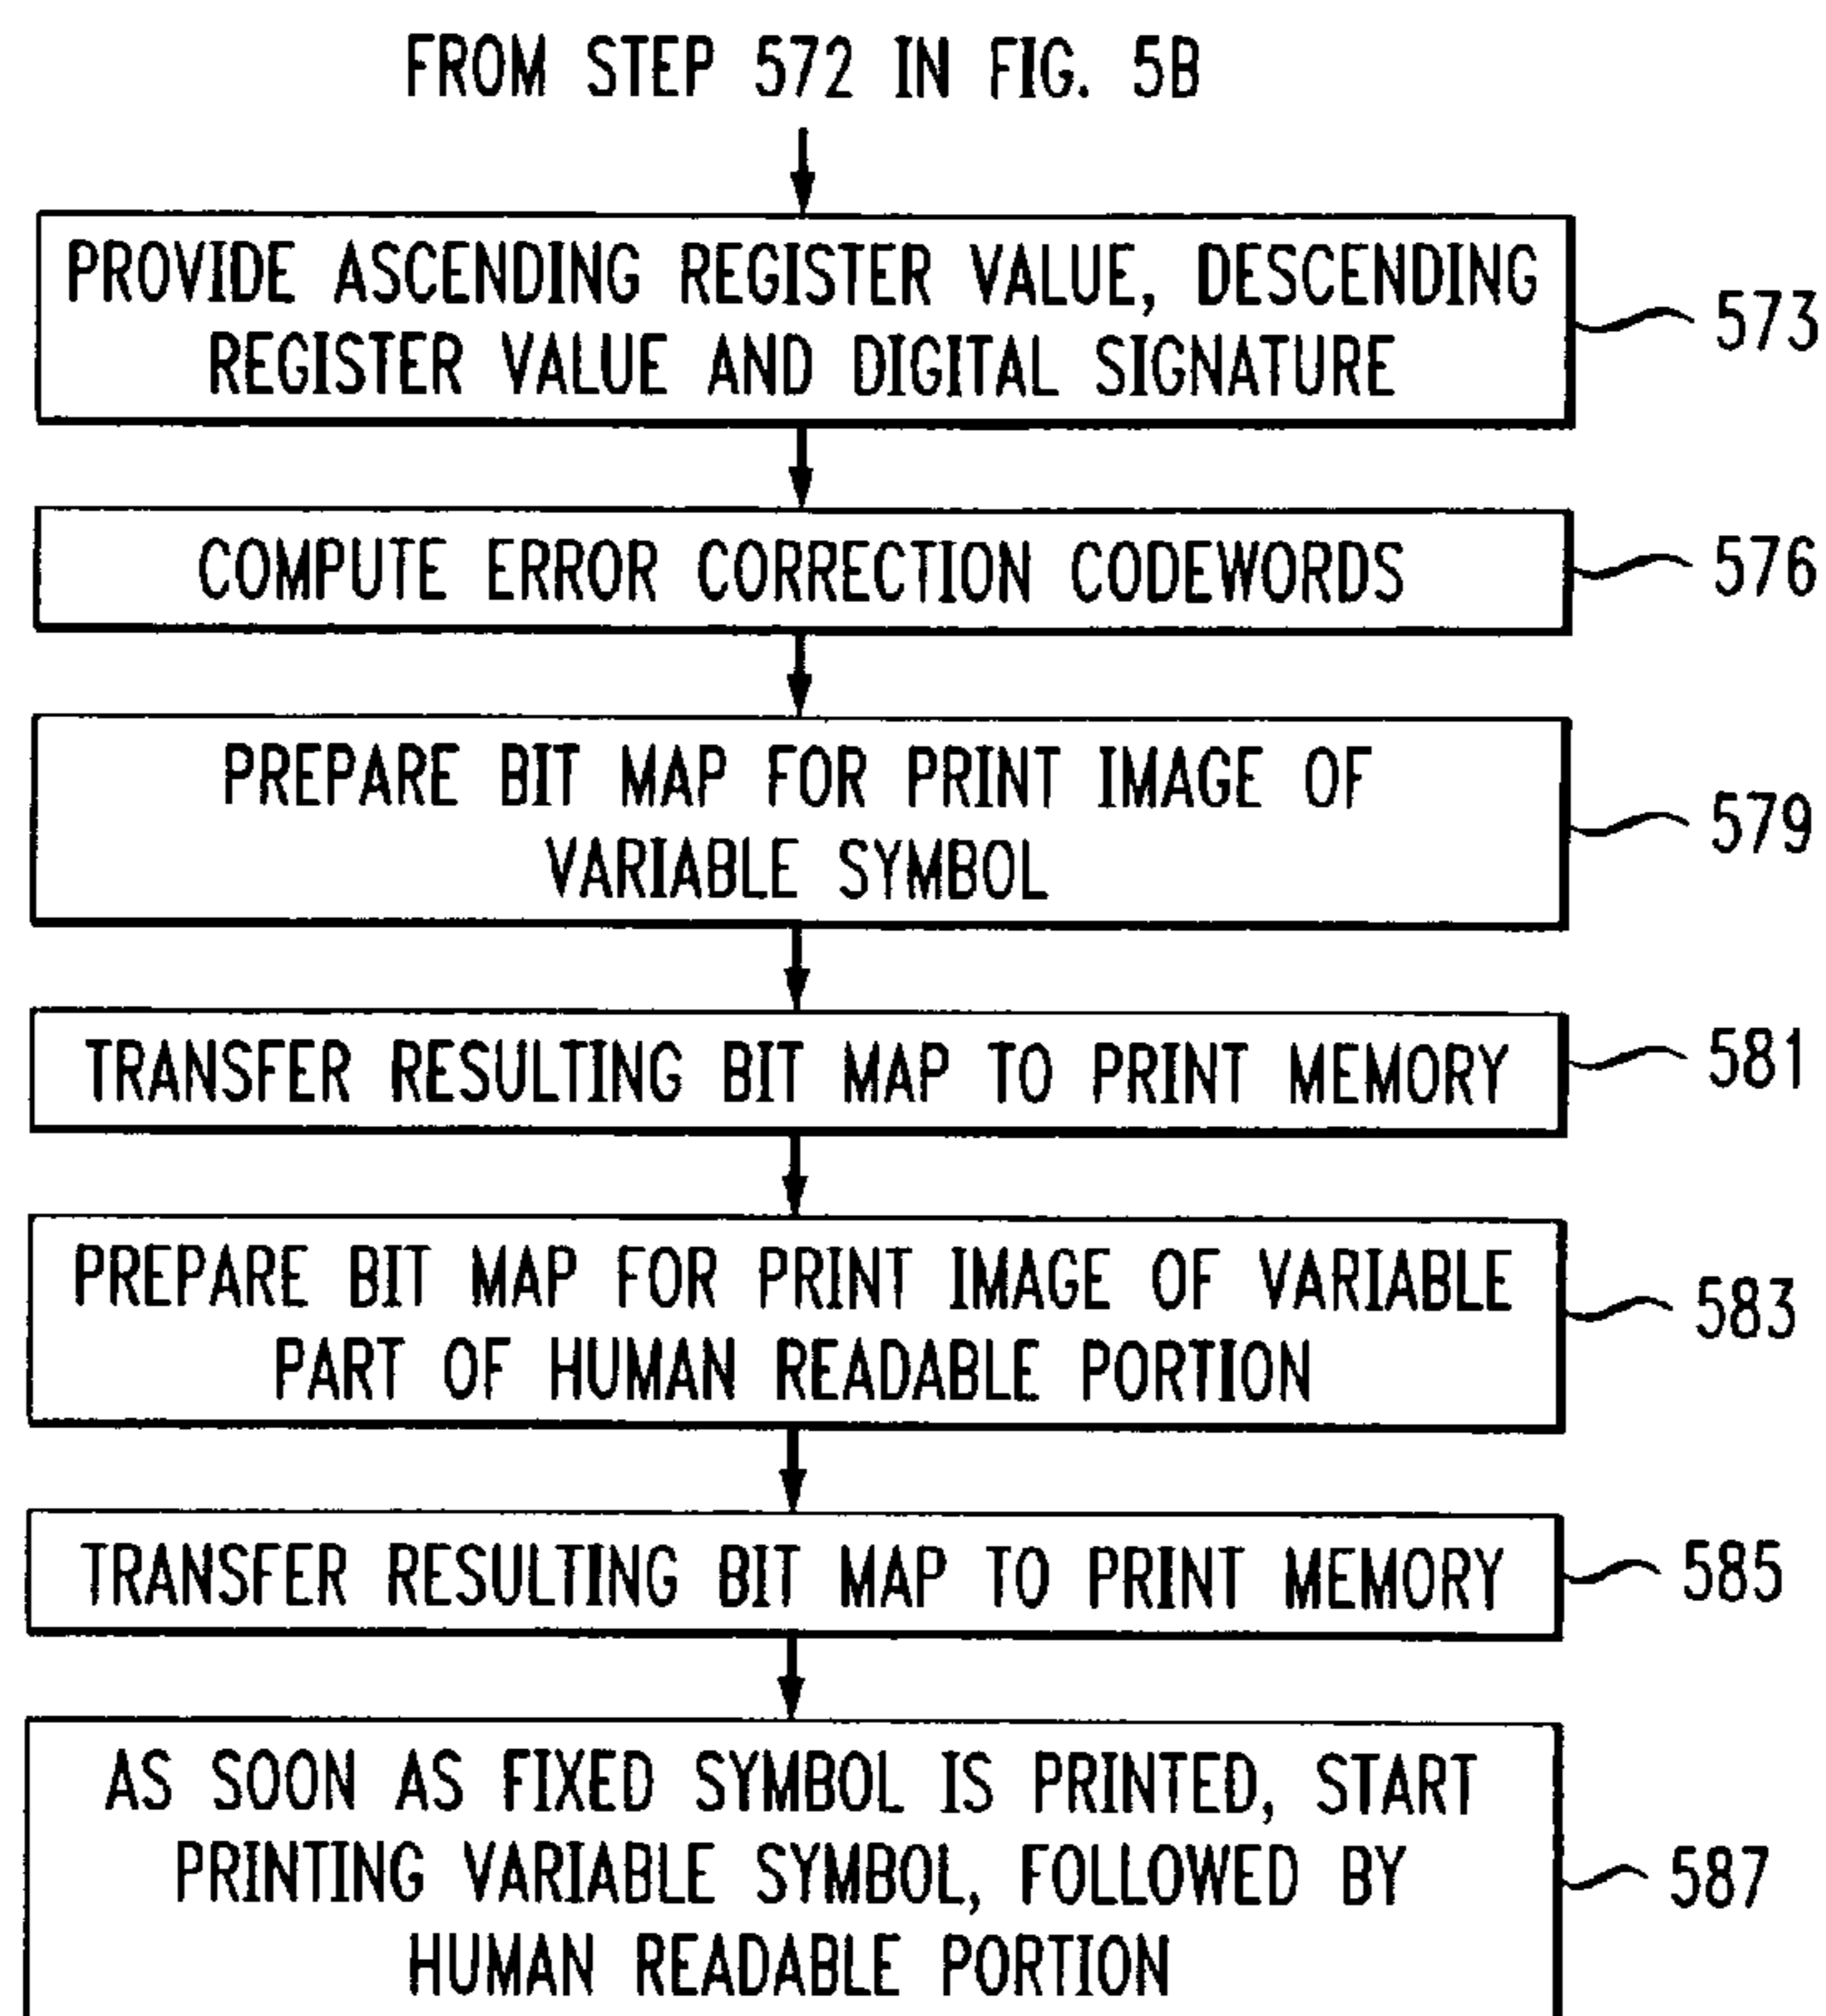 FROM STEP 572 IN FIG. 5B
PROVIDE ASCENDING REGISTER VALUE, DESCENDING
REGISTER VALUE AND DIGITAL SIGNATURE
573
COMPUTE ERROR CORRECTION CODEWORDS
576
PREPARE BIT MAP FOR PRINT IMAGE OF
VARIABLE SYMBOL
579
TRANSFER RESULTING BIT MAP TO PRINT MEMORY
581
PREPARE BIT MAP FOR PRINT IMAGE OF VARIABLE
PART OF HUMAN READABLE PORTION
583
TRANSFER RESULTING BIT MAP TO PRINT MEMORY
585
AS SOON AS FIXED SYMBOL IS PRINTED, START
PRINTING VARIABLE SYMBOL, FOLLOWED BY
HUMAN READABLE PORTION
587